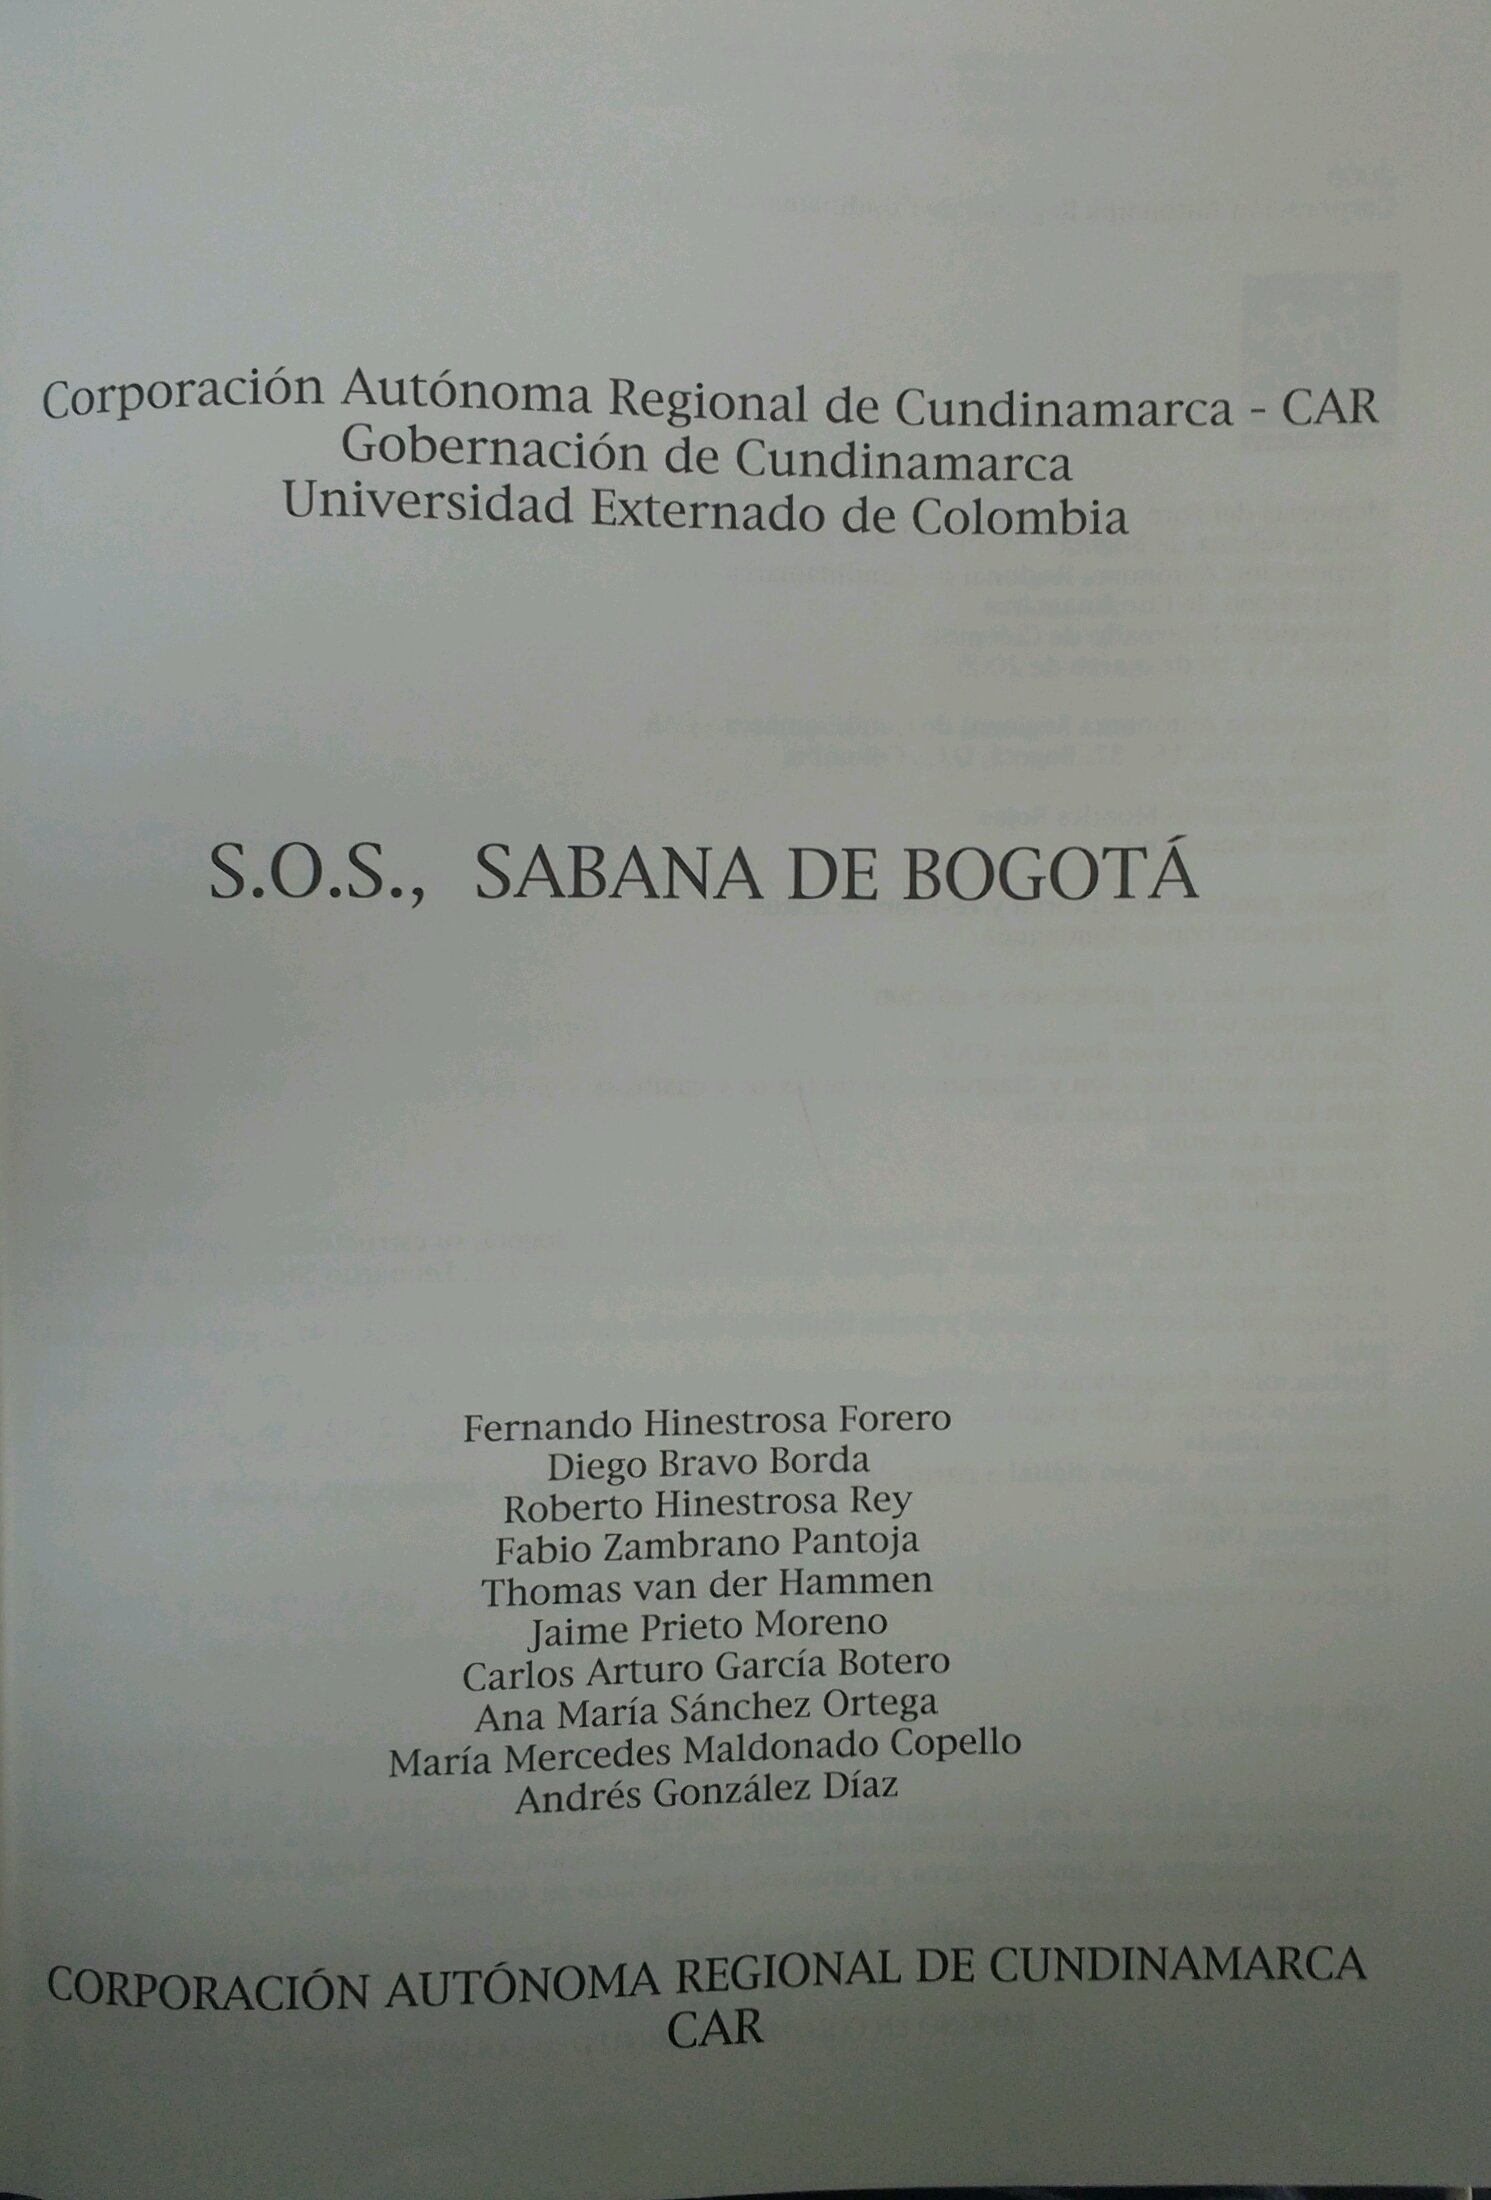 Corporación Autónoma Regional de Cundinamarca - CAR
Gobernación de Cundinamarca
Universidad Externado de Colombia
S.O.S., SABANA DE BOGOTÁ
Fernando Hinestrosa Forero
Diego Bravo Borda
Roberto Hinestrosa Rey
Fabio Zambrano Pantoja
Thomas van der Hammen
Jaime Prieto Moreno
Carlos Arturo García Botero
Ana María Sánchez Ortega
María Mercedes Maldonado Copello
Andrés González Díaz
CORPORACIÓN AUTÓNOMA REGIONAL DE CUNDINAMARCA
CAR